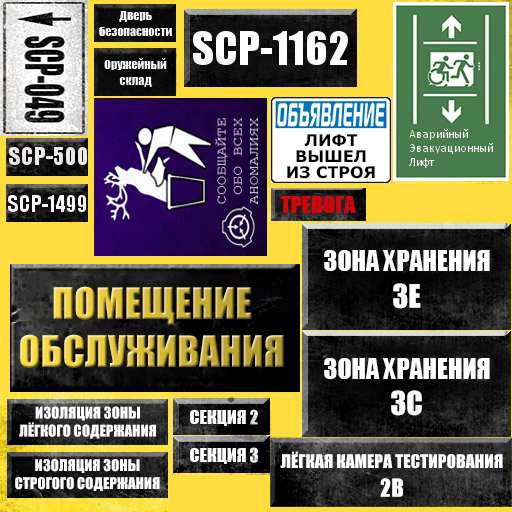 SCP-049
Дверь
безопасности
Оружейный
склад
SCP-1162
SCP-500
SCP-1499
СООБЩАЙТЕ
ОБО ВСЕХ
АНОМАЛИЯХ
ОБЪЯВЛЕНИЕ
ЛИФТ
ВЫШЕЛ
ИЗ СТРОЯ
Аварийный
Эвакуационный
Лифт
ТРЕВОГА
ПОМЕЩЕНИЕ
ОБСЛУЖИВАНИЯ
ЗОНА ХРАНЕНИЯ
3E
ЗОНА ХРАНЕНИЯ
3C
ИЗОЛЯЦИЯ ЗОНЫ
ЛЁГКОГО СОДЕРЖАНИЯ
ИЗОЛЯЦИЯ ЗОНЫ
СТРОГОГО СОДЕРЖАНИЯ
СЕКЦИЯ 2
СЕКЦИЯ 3
ЛЁГКАЯ КАМЕРА ТЕСТИРОВАНИЯ
2B